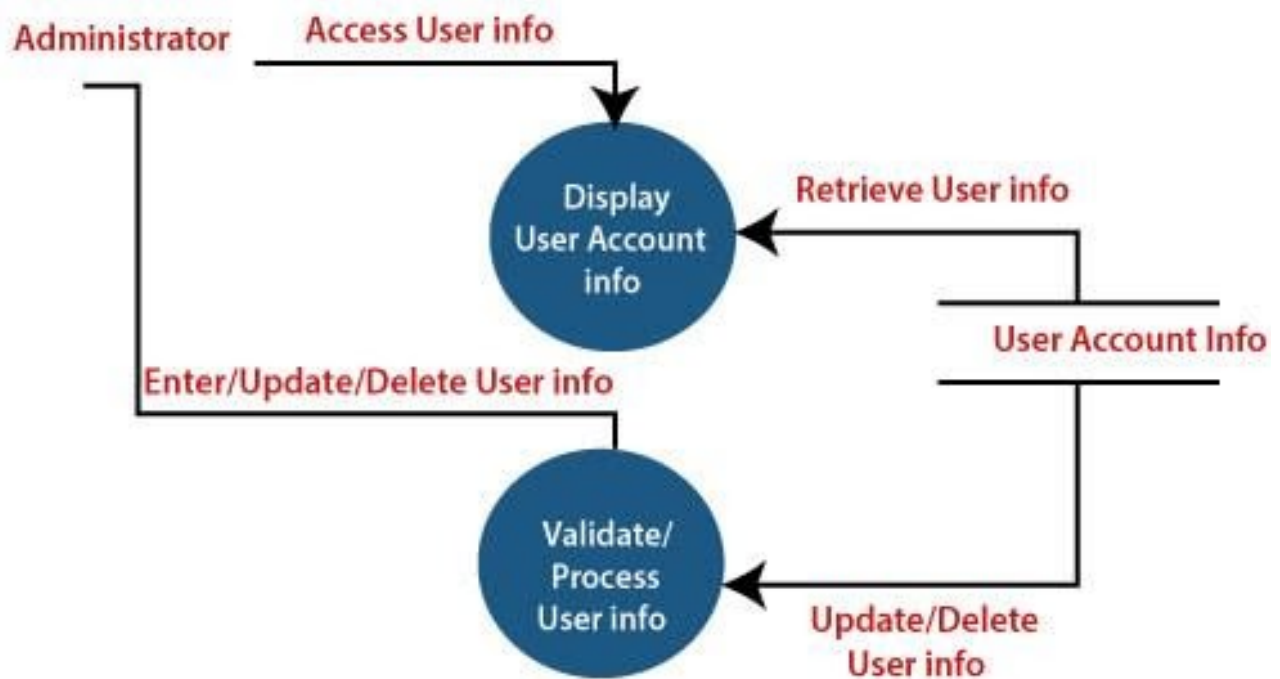 Administrator
Access User info
Display
User Account
info
Retrieve User info
User Account Info
Enter/Update/Delete User info
Validate/
Process
User info
Update/Delete
User info